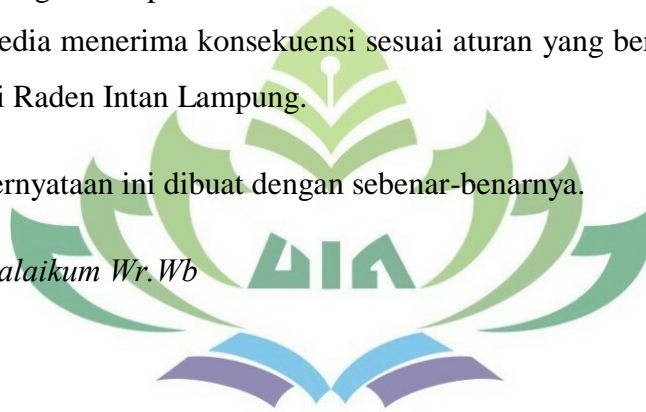 edia menerima konsekuensi sesuai aturan yang ber
i Raden Intan Lampung.
ernyataan ini dibuat dengan sebenar-benarnya.
alaikum Wr.Wb
UIN